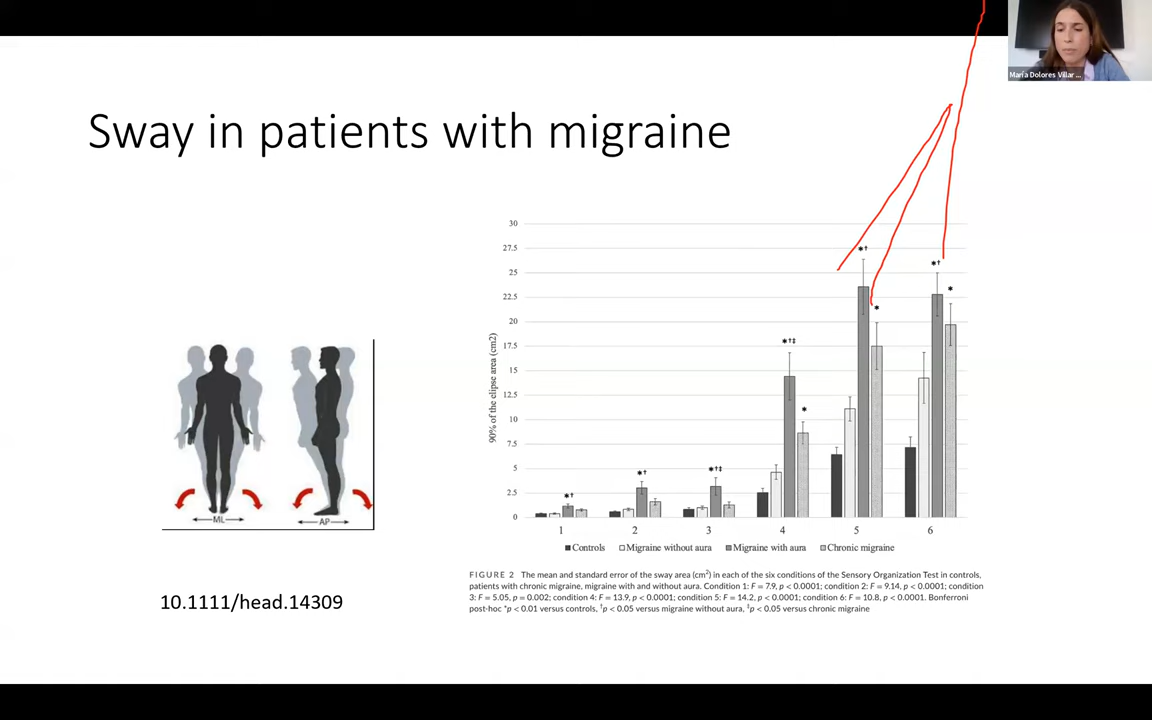 María Dolores Villar ...
Sway in patients with migraine
30
27.5
25
22.5
20
17.5
15
12.5
10
7.5
5
2.5
0
90% of the elipse area (cm2)
*†
*†
*†‡
*†‡
*
*†
*
*†
*
1 2 3 4 5 6
Controls Migraine without aura Migraine with aura Chronic migraine
ML AP
FIGURE 2 The mean and standard error of the sway area (cm²) in each of the six conditions of the Sensory Organization Test in controls,
patients with chronic migraine, migraine with and without aura. Condition 1: F = 7.9, p < 0.0001; condition 2: F = 9.14, p < 0.0001; condition
3: F = 5.05, p = 0.002; condition 4: F = 13.9, p < 0.0001; condition 5: F = 14.2, p < 0.0001; condition 6: F = 10.8, p < 0.0001. Bonferroni
post-hoc *p < 0.01 versus controls, †p < 0.05 versus migraine without aura, ‡p < 0.05 versus chronic migraine
10.1111/head.14309